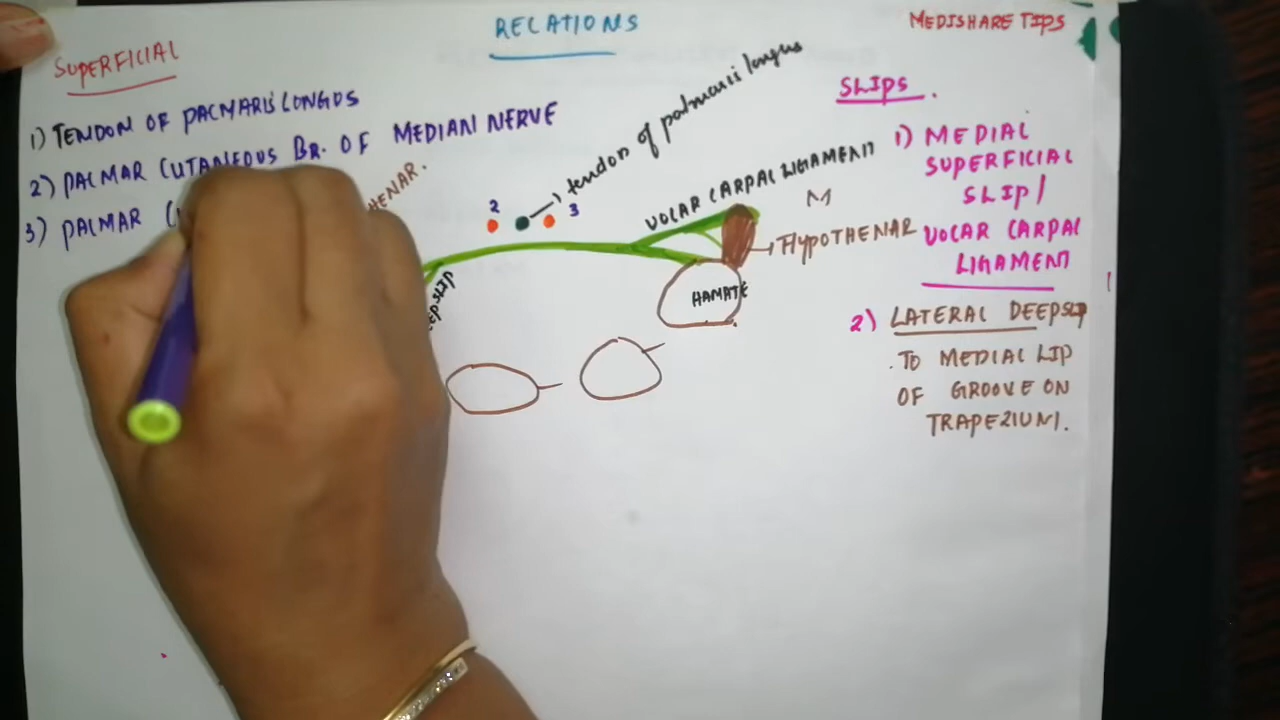 RELATIONS
MEDISHARE TIPS
SUPERFICIAL
1) TENDON OF PALMARIS LONGUS
2) PALMAR CUTANEOUS BR. OF MEDIAN NERVE
3) PALMAR
2
3
tendon of palmaris longus
VOLAR CARPAL LIGAMENT
M
HYPOTHENAR
HAMATE
SLIPS
1) MEDIAL
SUPERFICIAL
SLIP/
VOLAR CARPAL
LIGAMENT
2) LATERAL DEEP SLIP
TO MEDIAL LIP
OF GROOVE ON
TRAPEZIUM.